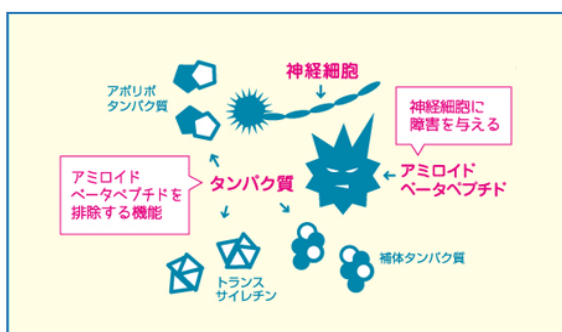 アポリポ
タンパク質
神経細胞
神経細胞に
障害を与える
アミロイド
ベータペプチドを
排除する機能
タンパク質
アミロイド
ベータペプチド
トランス
サイレチン
補体タンパク質